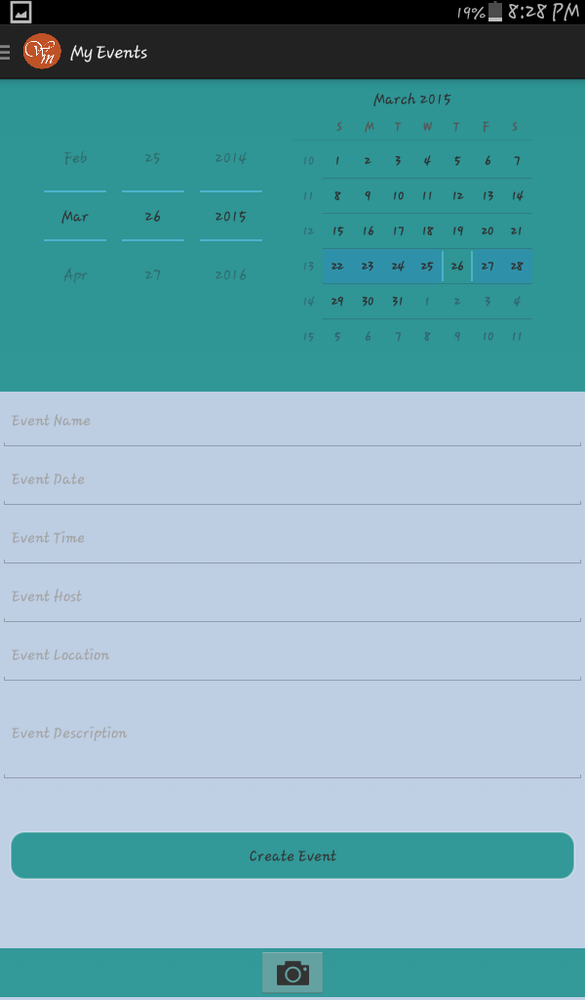 19% 8:28 PM
VM My Events
Feb 25 2014
Mar 26 2015
Apr 27 2016
March 2015
S M T W T F S
10 1 2 3 4 5 6 7
11 8 9 10 11 12 13 14
12 15 16 17 18 19 20 21
13 22 23 24 25 26 27 28
14 29 30 31 1 2 3 4
15 5 6 7 8 9 10 11
Event Name
Event Date
Event Time
Event Host
Event Location
Event Description
Create Event